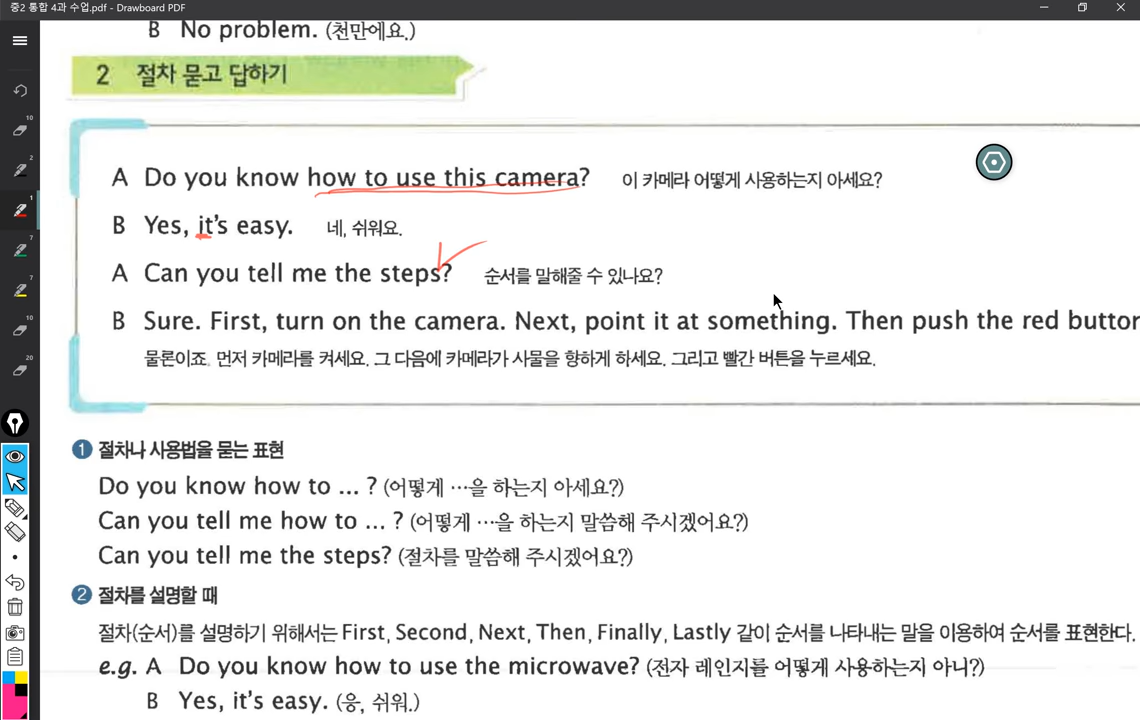 중2 통합 4과 수업.pdf - Drawboard PDF
B No problem. (천만에요.)
2 절차 묻고 답하기
A Do you know how to use this camera? 이 카메라 어떻게 사용하는지 아세요?
B Yes, it's easy. 네, 쉬워요.
A Can you tell me the steps? 순서를 말해줄 수 있나요?
B Sure. First, turn on the camera. Next, point it at something. Then push the red buttor
물론이죠. 먼저 카메라를 켜세요. 그 다음에 카메라가 사물을 향하게 하세요. 그리고 빨간 버튼을 누르세요.
1 절차나 사용법을 묻는 표현
Do you know how to ... ? (어떻게 …을 하는지 아세요?)
Can you tell me how to ... ? (어떻게 …을 하는지 말씀해 주시겠어요?)
Can you tell me the steps? (절차를 말씀해 주시겠어요?)
2 절차를 설명할 때
절차(순서)를 설명하기 위해서는 First, Second, Next, Then, Finally, Lastly 같이 순서를 나타내는 말을 이용하여 순서를 표현한다.
e.g. A Do you know how to use the microwave? (전자 레인지를 어떻게 사용하는지 아니?)
B Yes, it's easy. (응, 쉬워.)
10
2
1
7
7
10
20